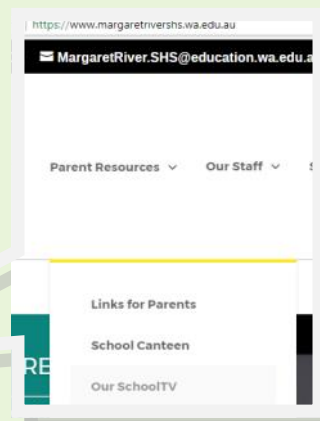 https://www.margaretrivershs.wa.edu.au
MargaretRiver.SHS@education.wa.edu.a
Parent Resources Our Staff S
Links for Parents
School Canteen
RE
Our SchoolTV